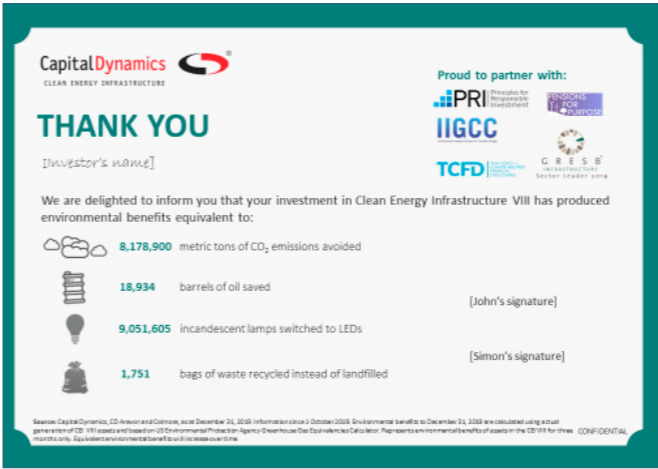 CapitalDynamics
CLEAN ENERGY INFRASTRUCTURE
Proud to partner with:
PRI Principles for Responsible Investment
PENSIONS FOR PURPOSE
THANK YOU
IIGCC
[Investor's name]
TCFD
GRESB
INFRASTRUCTURE
Sector Leader 2019
We are delighted to inform you that your investment in Clean Energy Infrastructure VIII has produced
environmental benefits equivalent to:
8,178,900 metric tons of CO₂ emissions avoided
18,934 barrels of oil saved
[John's signature]
9,051,605 incandescent lamps switched to LEDs
[Simon's signature]
1,751 bags of waste recycled instead of landfilled
Source: Capital Dynamics, CD Arevon and Colmore, as at December 31, 2019. Information since 1 October 2019. Environmental benefits to December 31, 2019 are calculated using actual
generation of CEI VIII assets and based on US Environmental Protection Agency Greenhouse Gas Equivalencies Calculator. Represents environmental benefits of assets in the CEI VIII for three
months only. Equivalent environmental benefits will increase over time.
CONFIDENTIAL